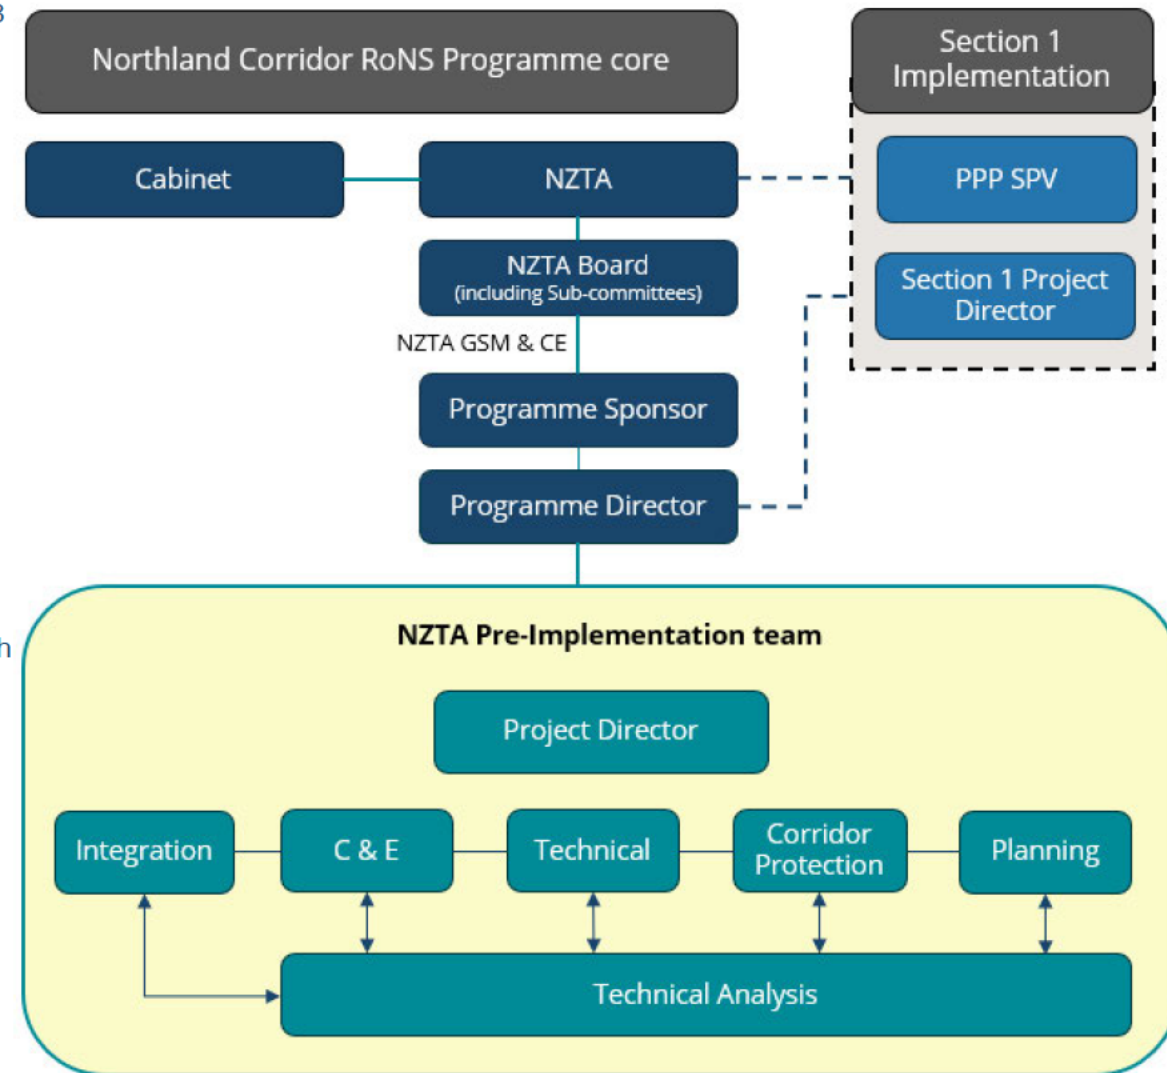 3
Northland Corridor RoNS Programme core
Section 1
Implementation
Cabinet
NZTA
PPP SPV
NZTA Board
(including Sub-committees)
Section 1 Project
Director
NZTA GSM & CE
Programme Sponsor
Programme Director
h
NZTA Pre-Implementation team
Project Director
Integration
C & E
Technical
Corridor
Protection
Planning
Technical Analysis